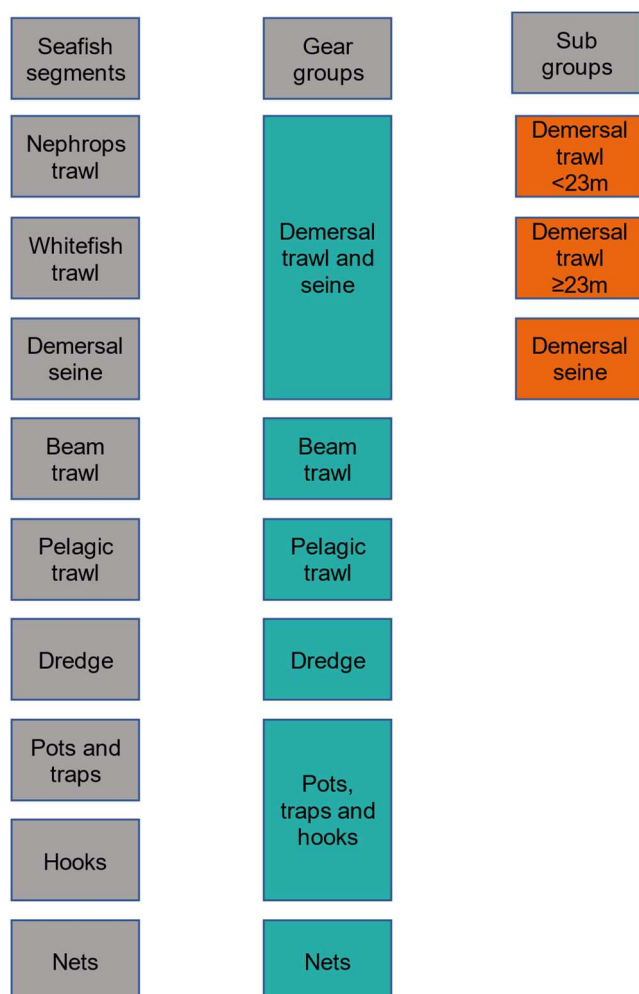 Seafish
segments
Gear
groups
Sub
groups
Nephrops
trawl
Whitefish
trawl
Demersal
seine
Beam
trawl
Pelagic
trawl
Dredge
Pots and
traps
Hooks
Nets
Demersal
trawl and
seine
Beam
trawl
Pelagic
trawl
Dredge
Pots,
traps and
hooks
Nets
Demersal
trawl
<23m
Demersal
trawl
≥23m
Demersal
seine